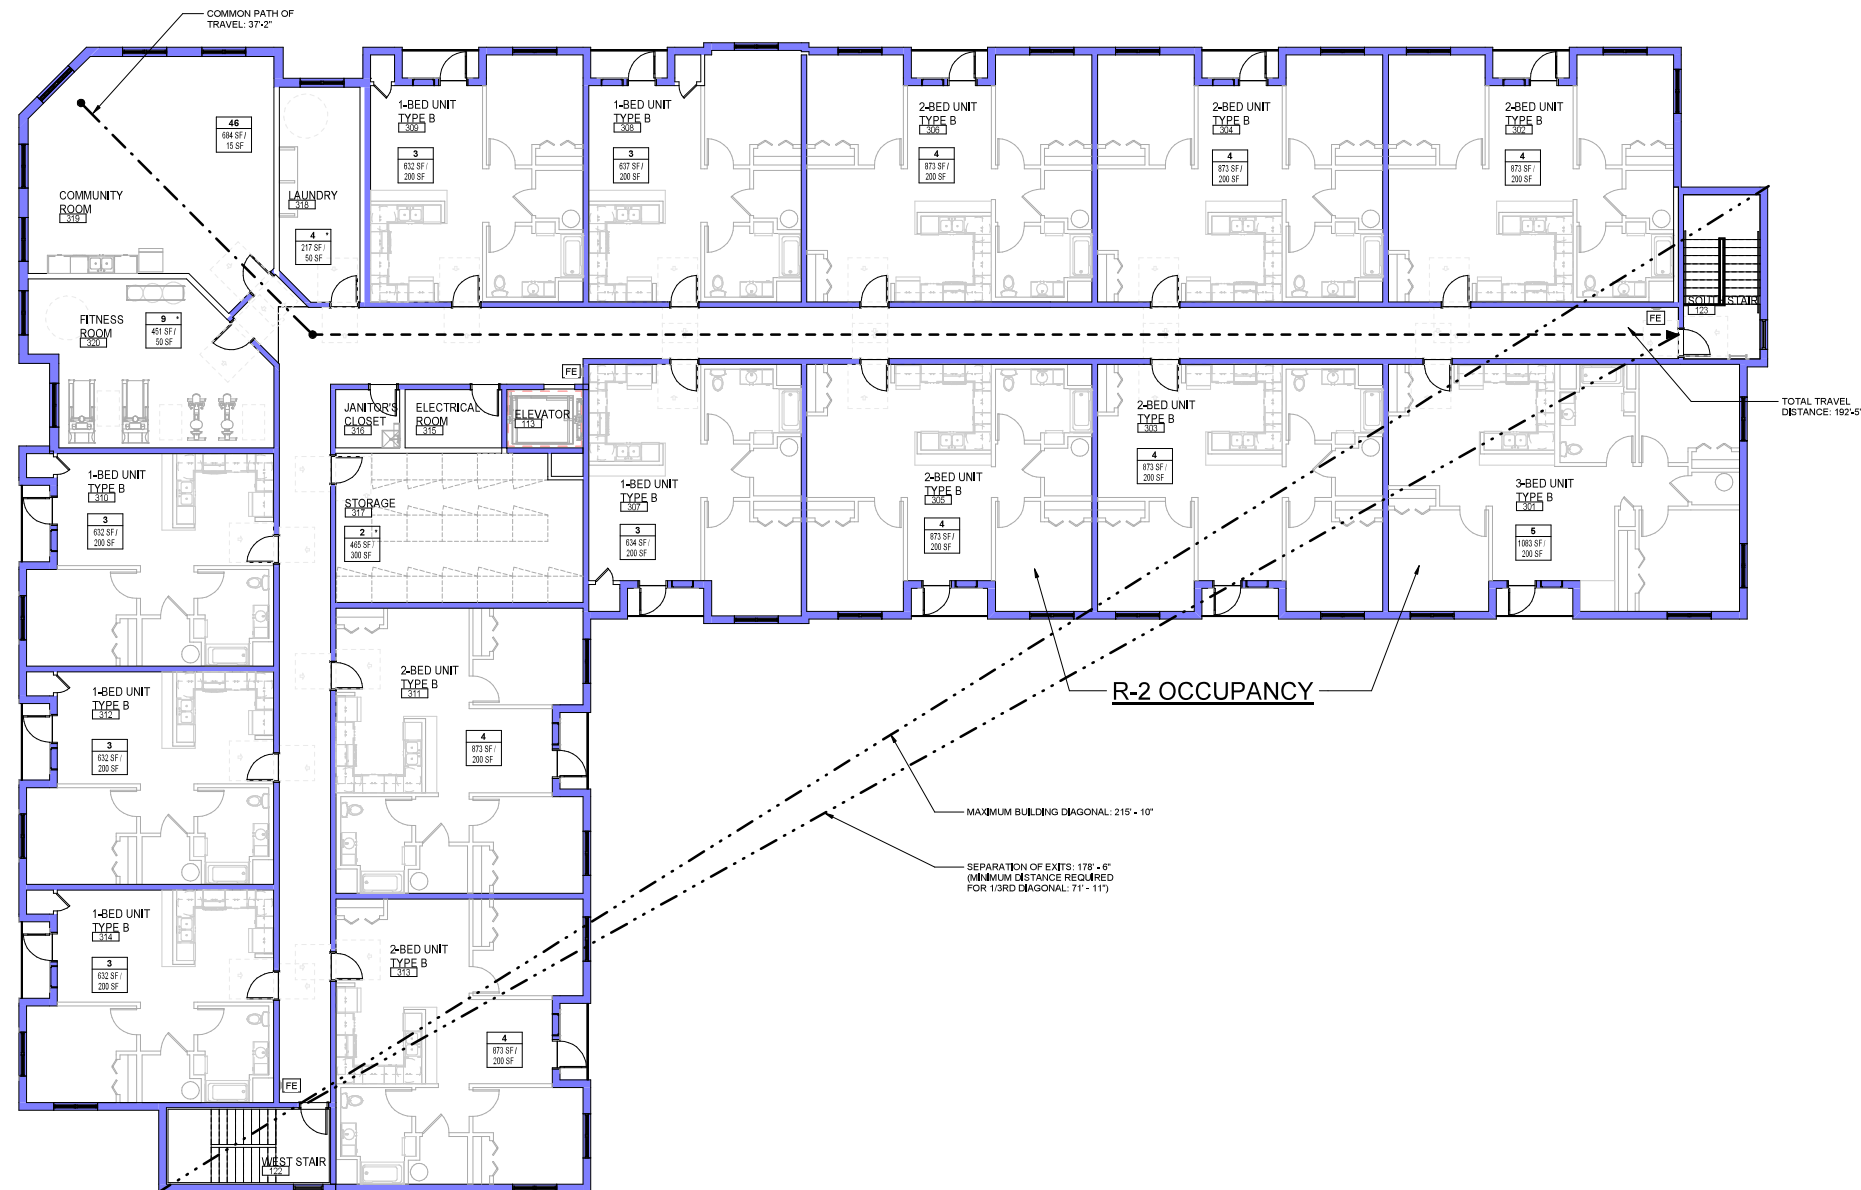 COMMON PATH OF
TRAVEL: 37'-2"
1-BED UNIT
TYPE B
309
3
632 SF /
200 SF
1-BED UNIT
TYPE B
308
3
637 SF /
200 SF
2-BED UNIT
TYPE B
306
4
873 SF /
200 SF
2-BED UNIT
TYPE B
304
4
873 SF /
200 SF
2-BED UNIT
TYPE B
302
4
873 SF /
200 SF
46
684 SF /
15 SF
COMMUNITY
ROOM
319
LAUNDRY
318
4 *
217 SF /
50 SF
FITNESS
ROOM
320
9 *
451 SF /
50 SF
SOUTH STAIR
123
FE
FE
JANITOR'S
CLOSET
316
ELECTRICAL
ROOM
315
ELEVATOR
113
TOTAL TRAVEL
DISTANCE: 192'-5"
1-BED UNIT
TYPE B
310
3
632 SF /
200 SF
STORAGE
317
2 *
465 SF /
300 SF
1-BED UNIT
TYPE B
307
3
634 SF /
200 SF
2-BED UNIT
TYPE B
305
4
873 SF /
200 SF
2-BED UNIT
TYPE B
303
4
873 SF /
200 SF
3-BED UNIT
TYPE B
301
5
1083 SF /
200 SF
1-BED UNIT
TYPE B
312
3
632 SF /
200 SF
2-BED UNIT
TYPE B
311
4
873 SF /
200 SF
R-2 OCCUPANCY
MAXIMUM BUILDING DIAGONAL: 215' - 10"
SEPARATION OF EXITS: 178' - 6"
(MINIMUM DISTANCE REQUIRED
FOR 1/3RD DIAGONAL: 71' - 11")
1-BED UNIT
TYPE B
314
3
632 SF /
200 SF
2-BED UNIT
TYPE B
313
4
873 SF /
200 SF
FE
WEST STAIR
122